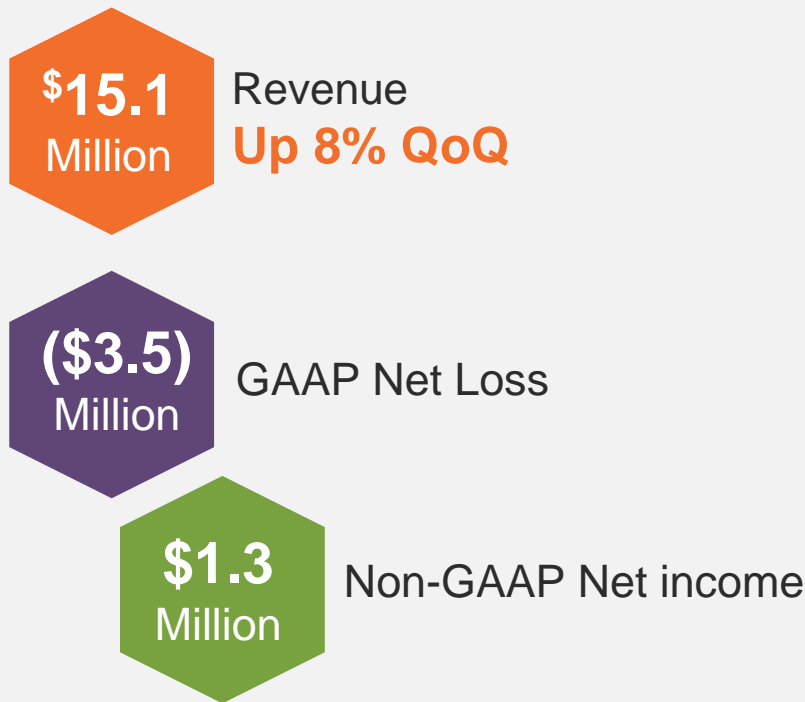 $15.1
Million
Revenue
Up 8% QoQ
($3.5)
Million
GAAP Net Loss
$1.3
Million
Non-GAAP Net income